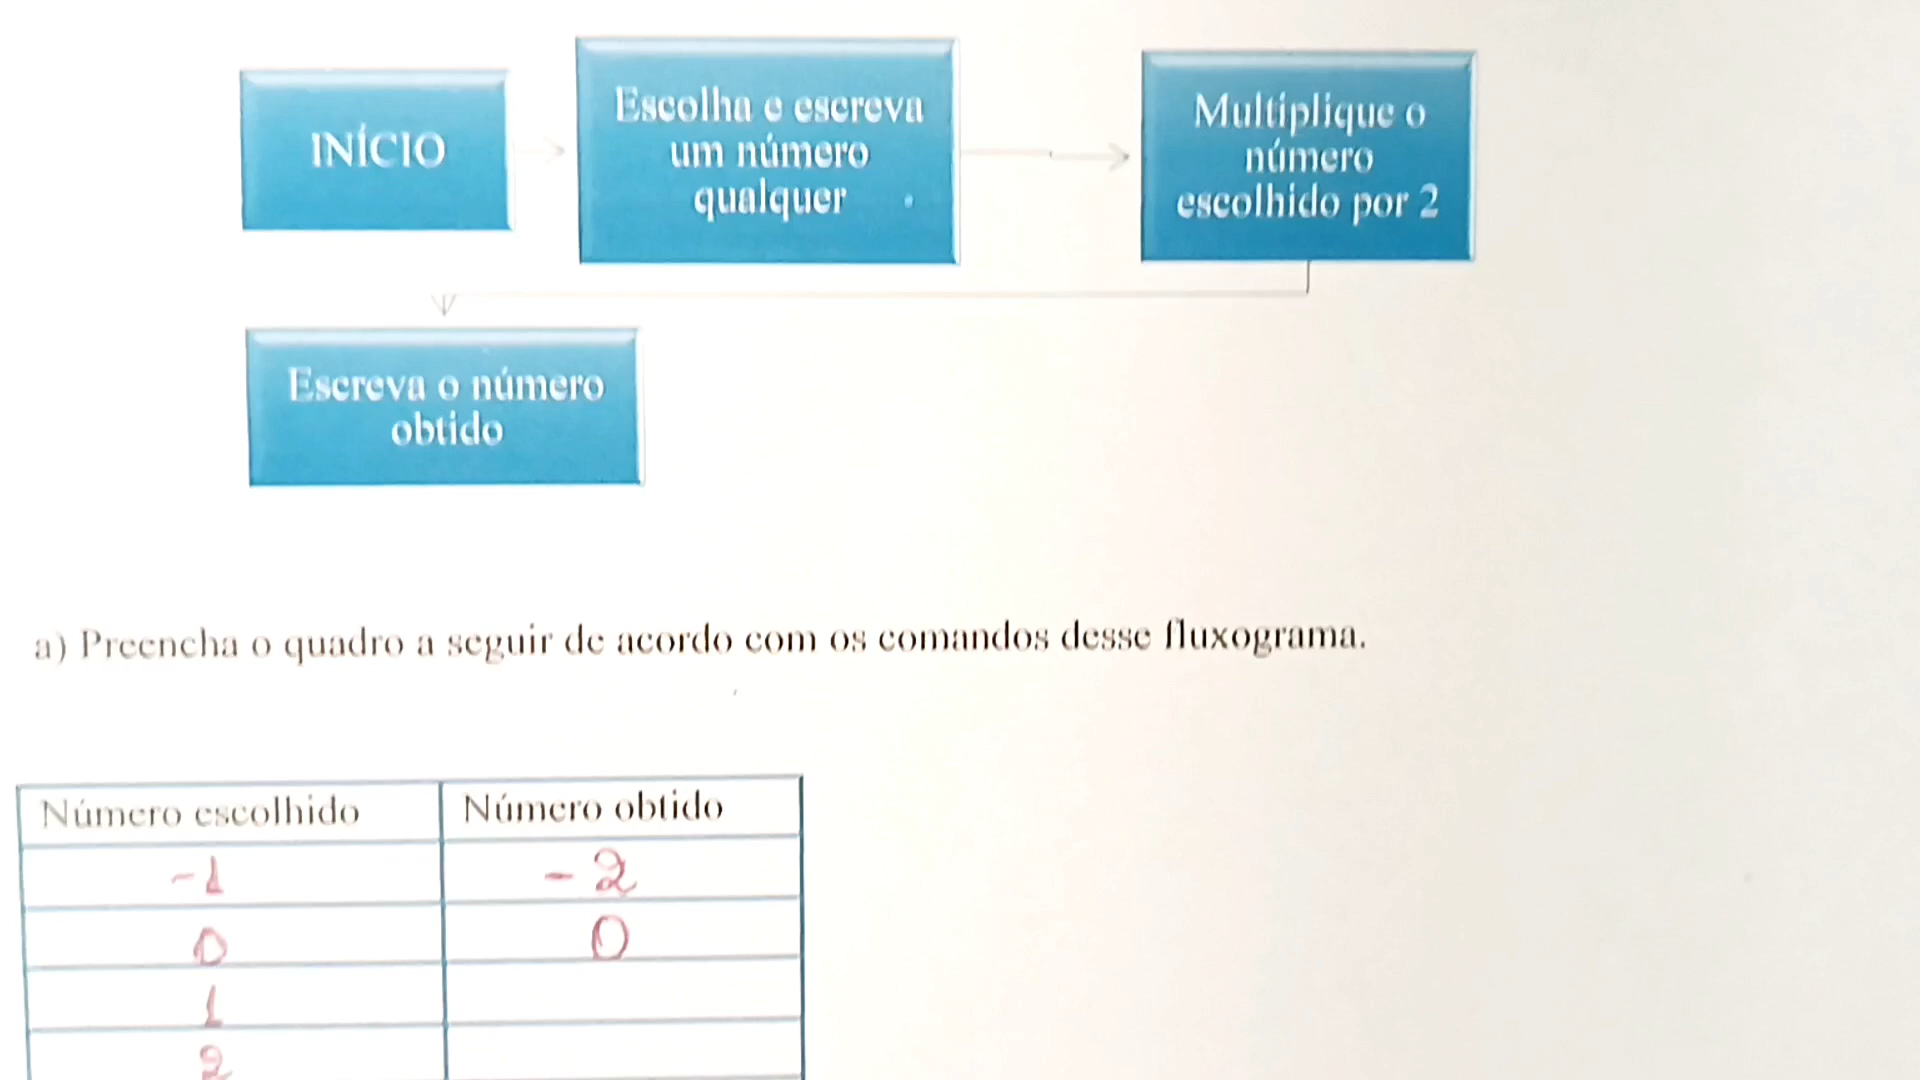 INÍCIO
Escolha e escreva
um número
qualquer
Multiplique o
número
escolhido por 2
Escreva o número
obtido
a) Preencha o quadro a seguir de acordo com os comandos desse fluxograma.
Número escolhido Número obtido
-1 -2
0 0
1
2